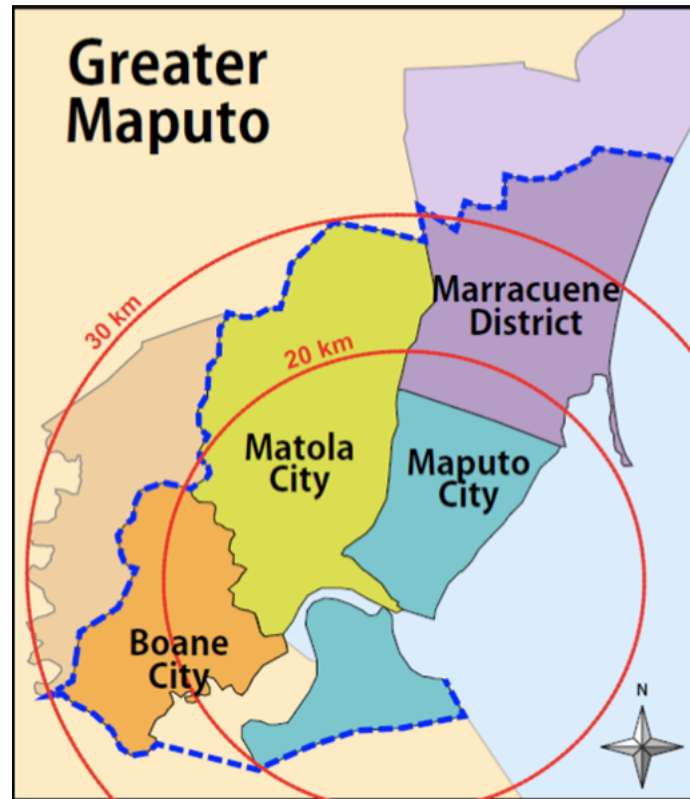 Greater
Maputo
30 km
20 km
Marracuene
District
Matola
City
Maputo
City
Boane
City
N